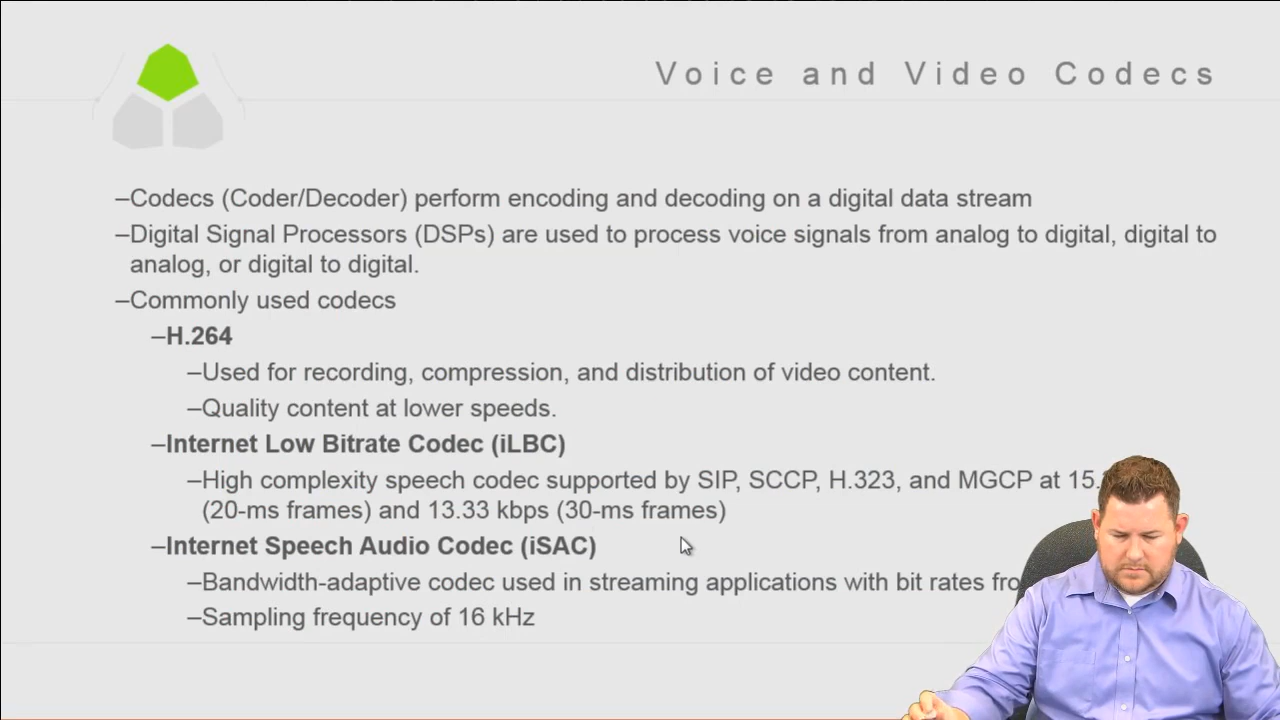 Voice and Video Codecs
–Codecs (Coder/Decoder) perform encoding and decoding on a digital data stream
–Digital Signal Processors (DSPs) are used to process voice signals from analog to digital, digital to
analog, or digital to digital.
–Commonly used codecs
–H.264
–Used for recording, compression, and distribution of video content.
–Quality content at lower speeds.
–Internet Low Bitrate Codec (iLBC)
–High complexity speech codec supported by SIP, SCCP, H.323, and MGCP at
(20-ms frames) and 13.33 kbps (30-ms frames)
–Internet Speech Audio Codec (iSAC)
–Bandwidth-adaptive codec used in streaming applications with bit rates
–Sampling frequency of 16 kHz